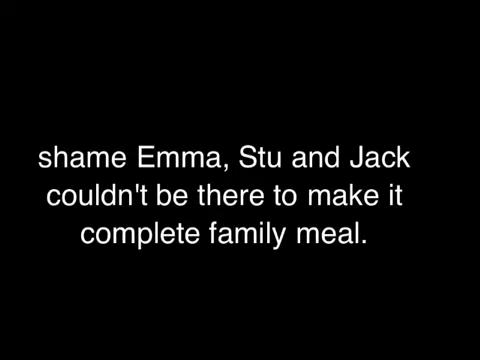 shame Emma, Stu and Jack
couldn't be there to make it
complete family meal.